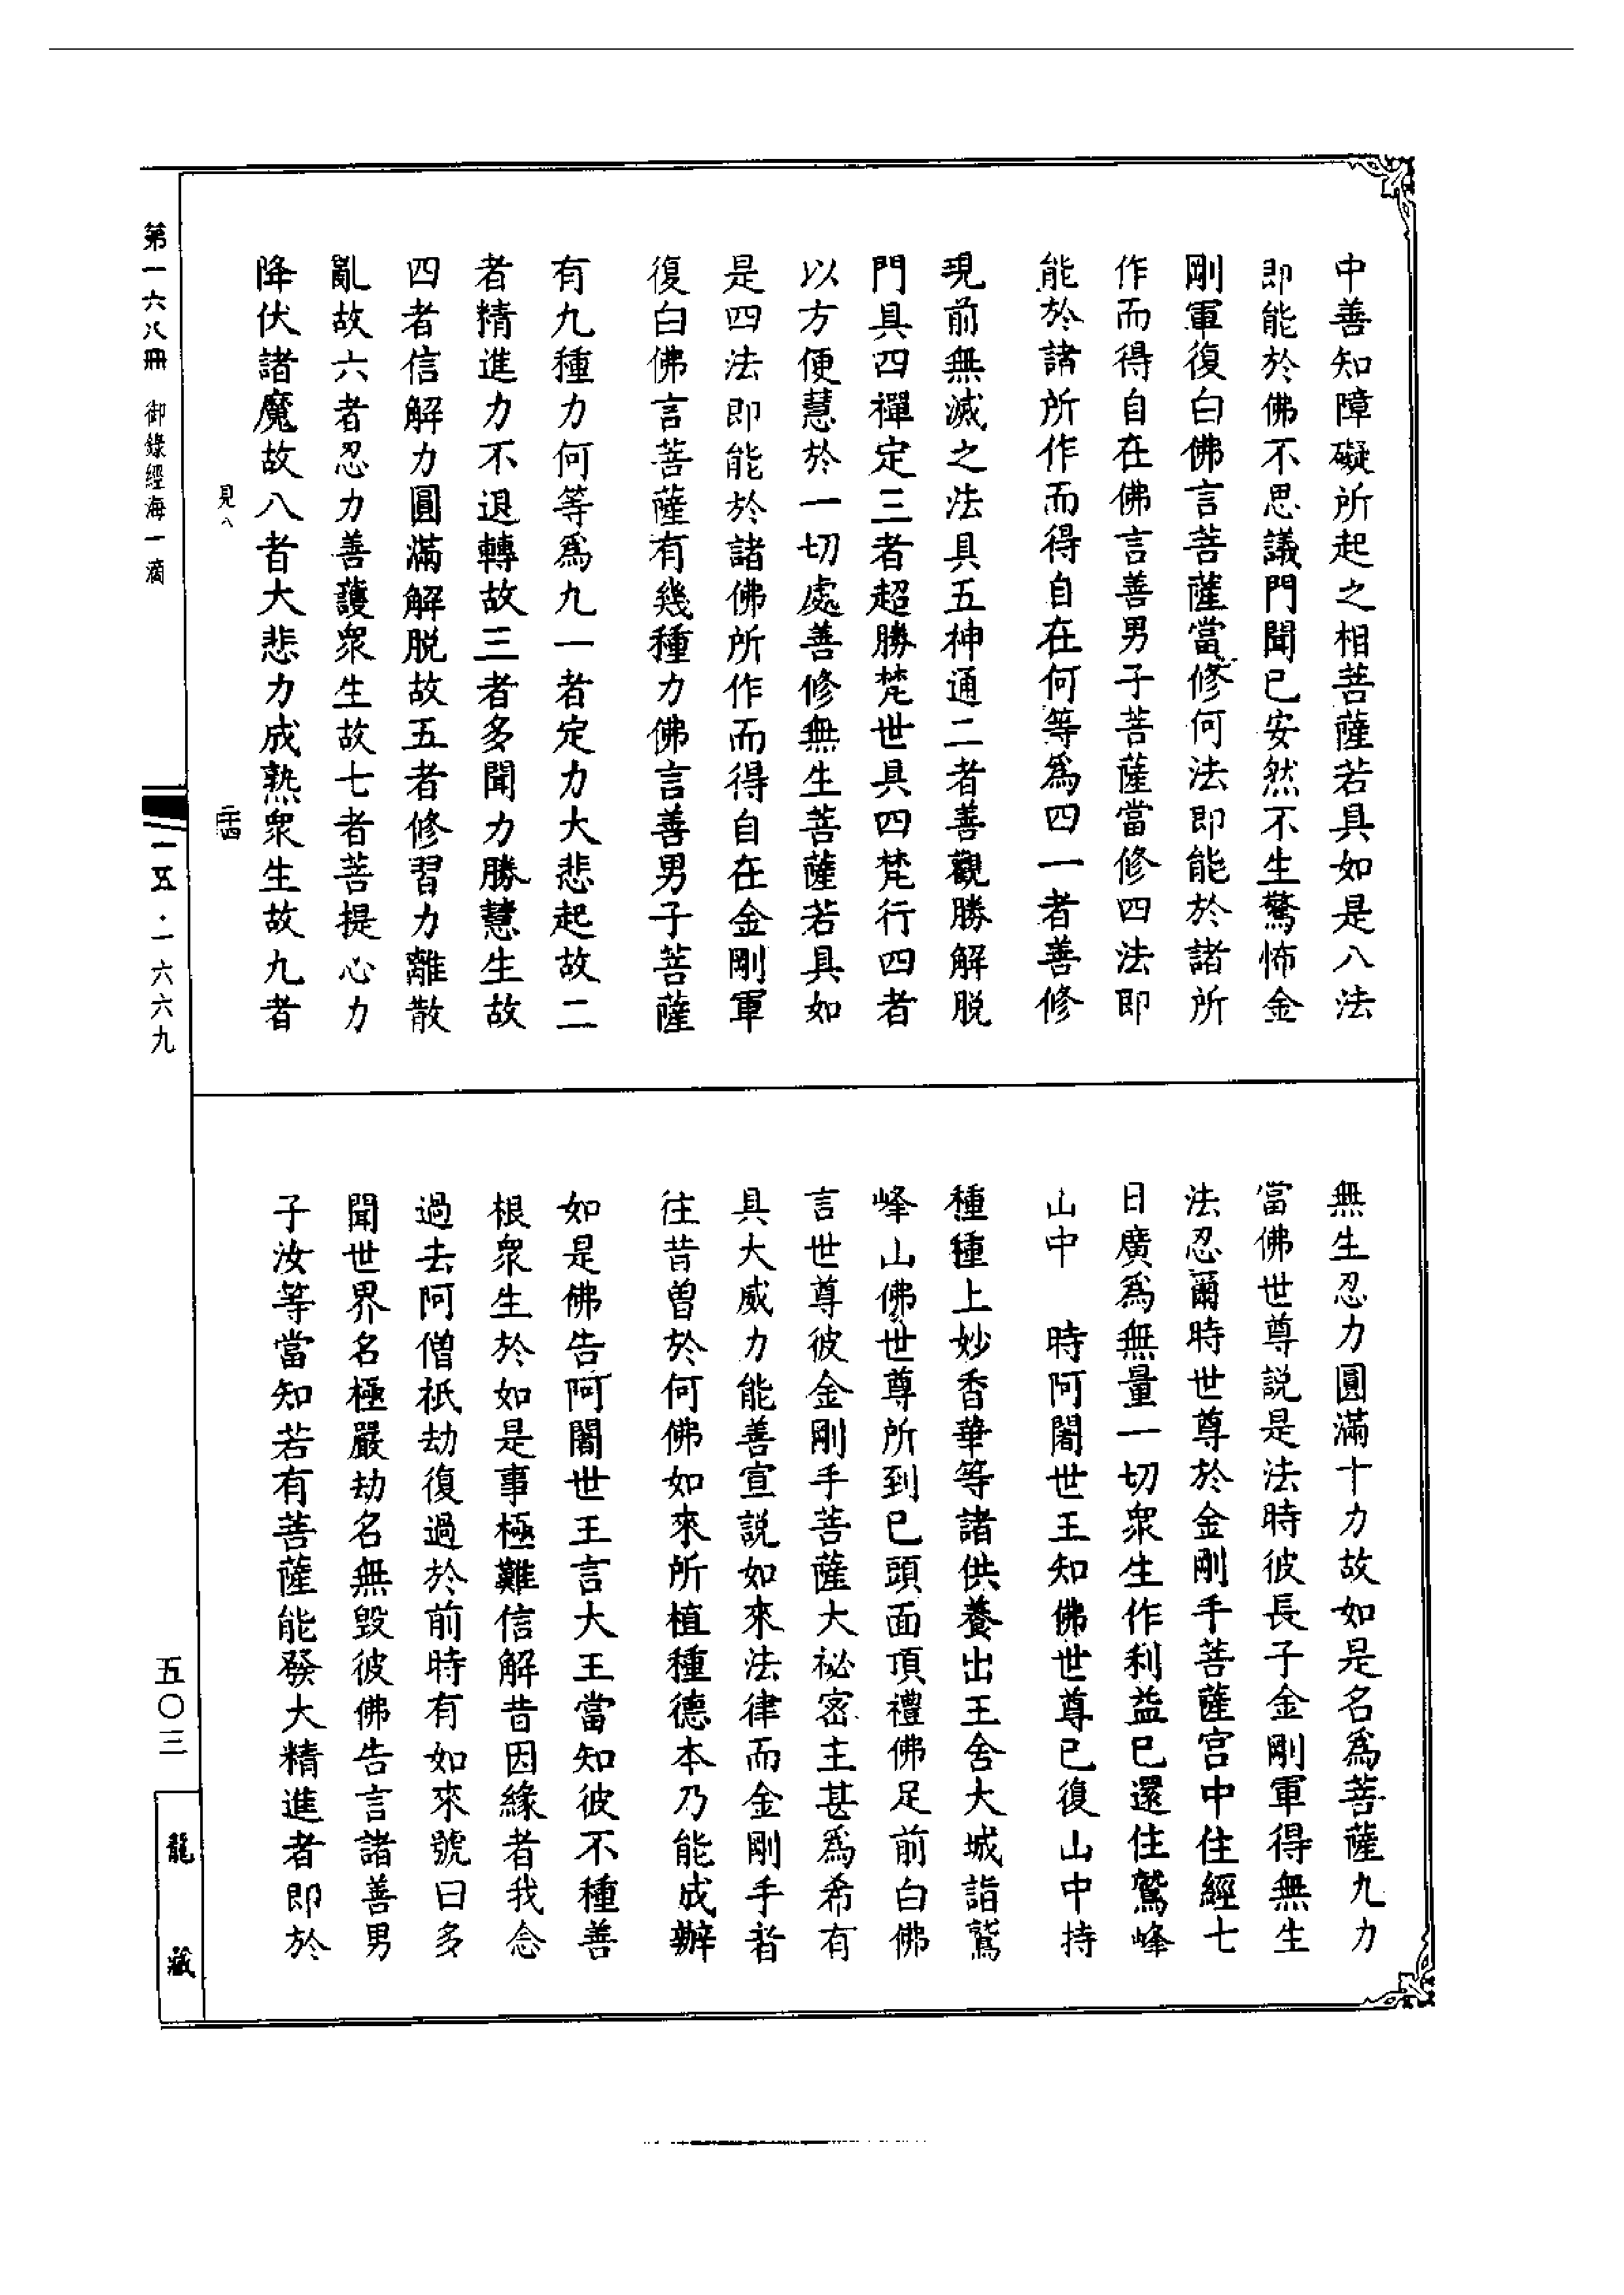 中善知障礙所起之相菩薩若具如是八法
即能於佛不思議門聞已安然不生驚怖金
剛軍復白佛言菩薩當修何法即能於諸所
作而得自在佛言善男子菩薩當修四法即
能於諸所作而得自在何等為四一者善修
現前無滅之法具五神通二者善觀勝解脫
門具四禪定三者超勝梵世具四梵行四者
以方便慧於一切處善修無生菩薩若具如
是四法即能於諸佛所作而得自在金剛軍
復白佛言菩薩有幾種力佛言善男子菩薩
有九種力何等為九一者定力大悲起故二
者精進力不退轉故三者多聞力勝慧生故
四者信解力圓滿解脫故五者修習力離散
亂故六者忍力善護眾生故七者菩提心力
降伏諸魔故八者大悲力成熟眾生故九者
無生忍力圓滿十力故如是名為菩薩九力
當佛世尊說是法時彼長子金剛軍得無生
法忍爾時世尊於金剛手菩薩宮中住經七
日廣為無量一切眾生作利益已還住鷲峰
山中　時阿闍世王知佛世尊已復山中持
種種上妙香華等諸供養出王舍大城詣鷲
峰山佛世尊所到已頭面頂禮佛足前白佛
言世尊彼金剛手菩薩大祕密主甚為希有
具大威力能善宣說如來法律而金剛手者
往昔曾於何佛如來所植種德本乃能成辦
如是佛告阿闍世王言大王當知彼不種善
根眾生於如是事極難信解昔因緣者我念
過去阿僧祇劫復過於前時有如來號曰多
聞世界名極嚴劫名無毀彼佛告言諸善男
子汝等當知若有菩薩能發大精進者即於
見八
二十四
第一六八冊　御錄經海一滴
一五·一六六九
五〇三
龍藏